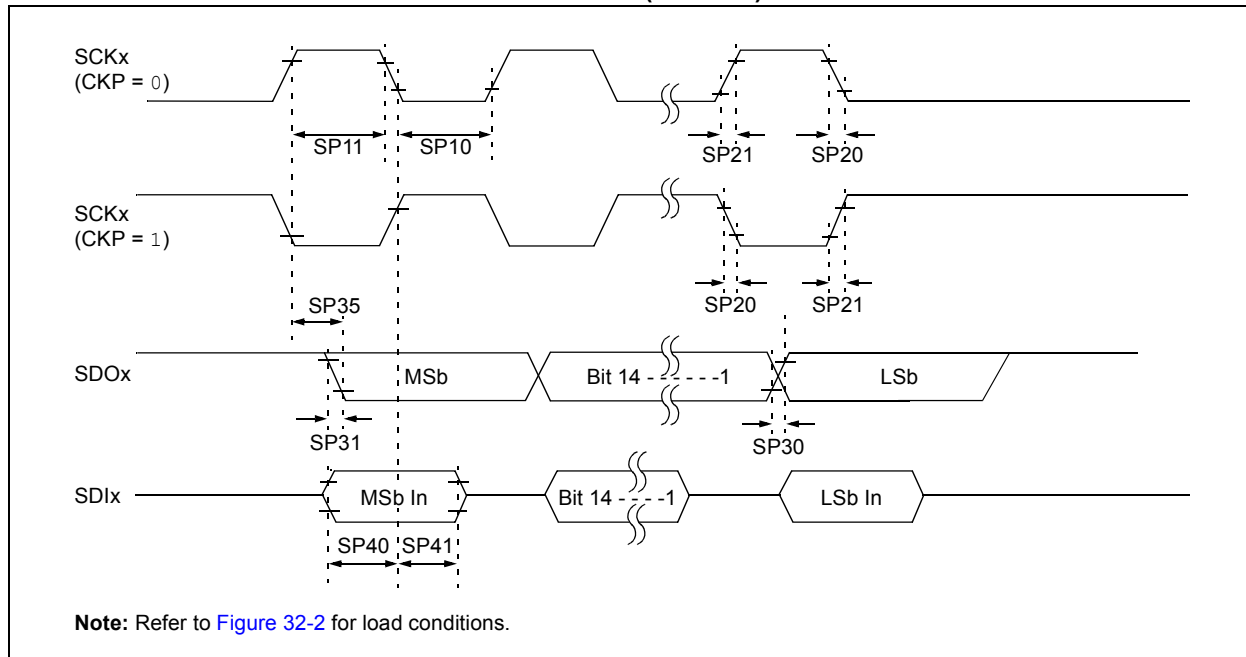 SCKx
(CKP = 0)
SP11
SP10
SP21
SP20
SCKx
(CKP = 1)
SP20
SP21
SP35
SDOx
MSb
Bit 14 - - - - - - -1
LSb
SP31
SP30
SDIx
MSb In
Bit 14 - - - - -1
LSb In
SP40
SP41
Note: Refer to Figure 32-2 for load conditions.